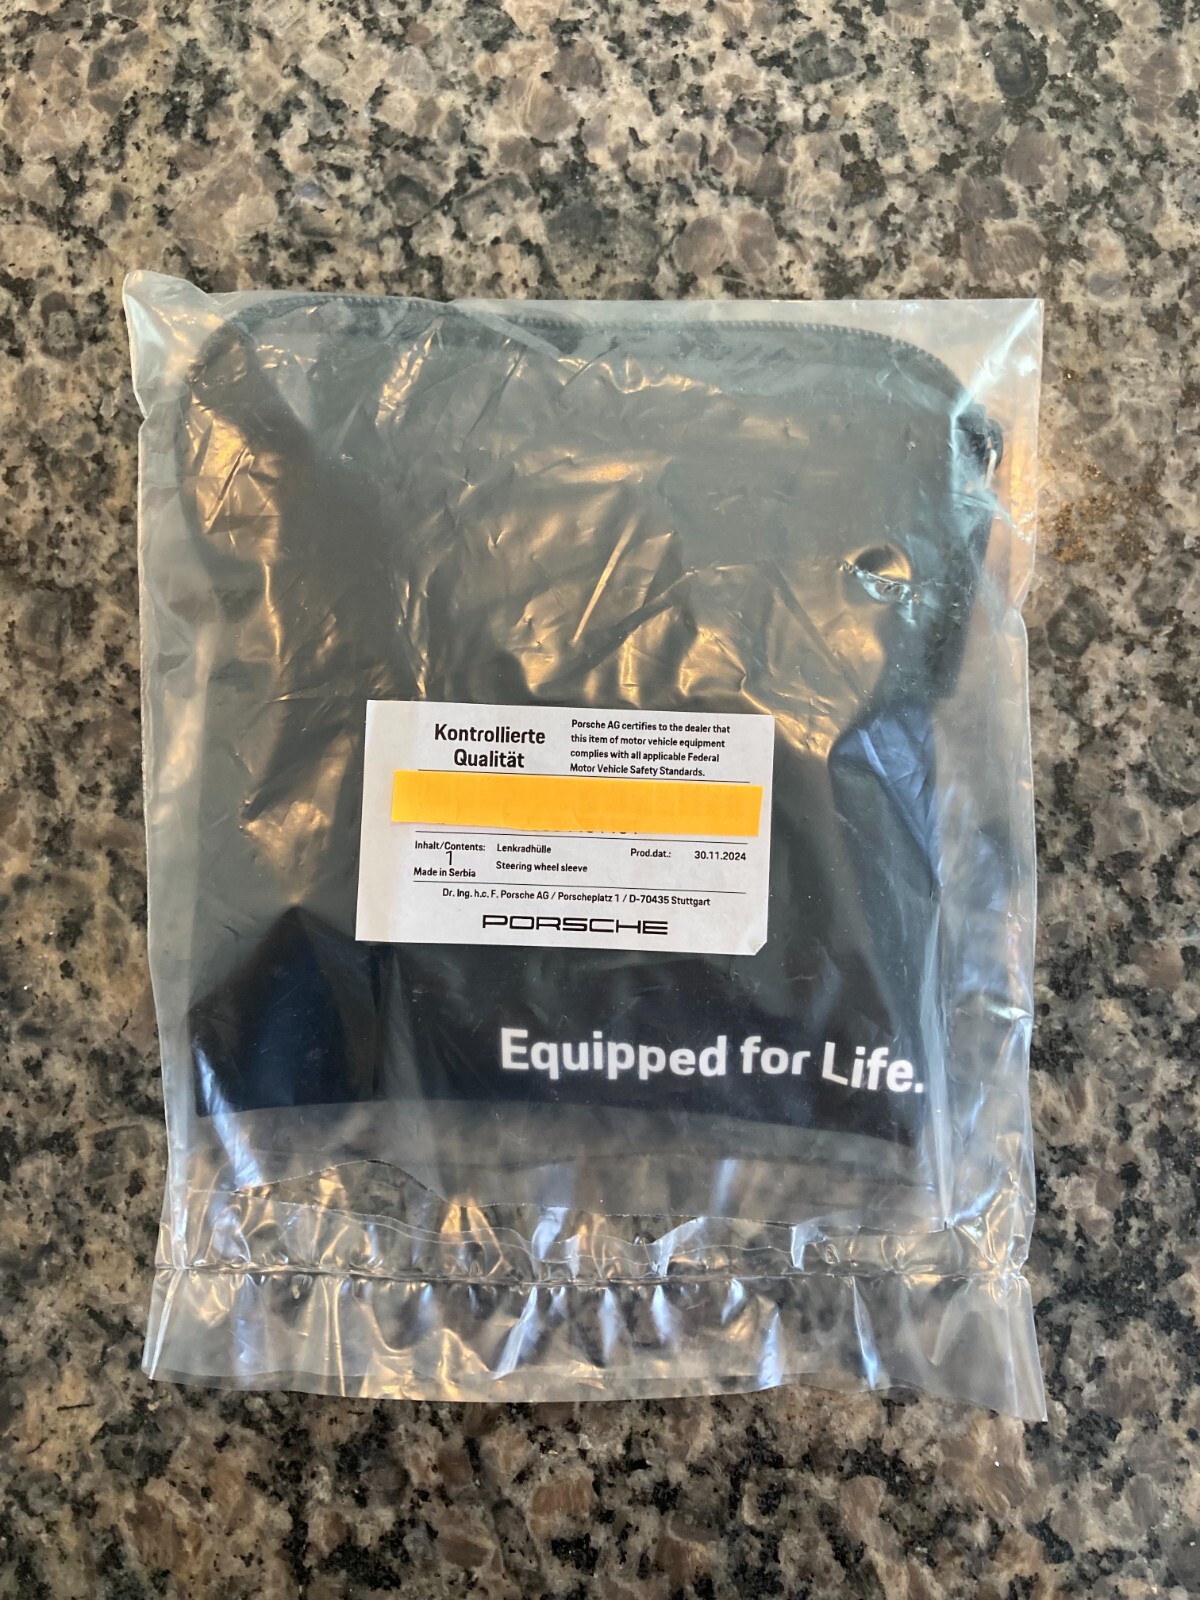 Kontrollierte
Qualität
Porsche AG certifies to the dealer that
this item of motor vehicle equipment
complies with all applicable Federal
Motor Vehicle Safety Standards.
Inhalt/Contents:
1
Made in Serbia
Lenkradhülle
Steering wheel sleeve
Prod.dat.: 30.11.2024
Dr. Ing. h.c. F. Porsche AG / Porscheplatz 1 / D-70435 Stuttgart
PORSCHE
Equipped for Life.